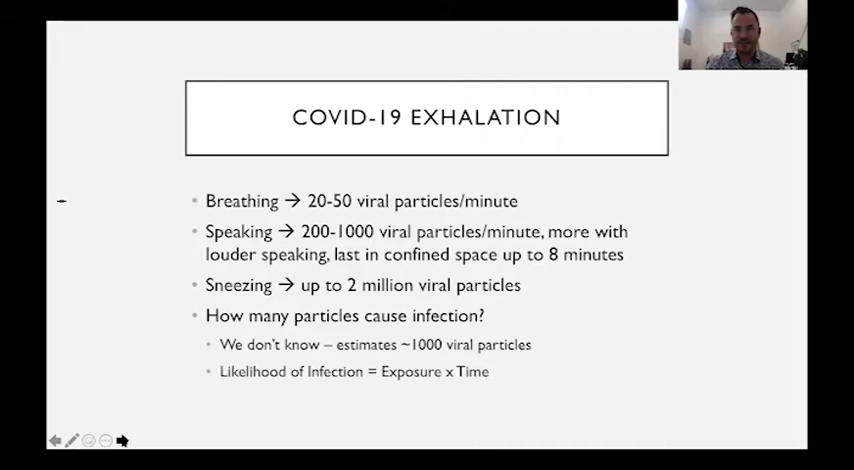 COVID-19 EXHALATION
• Breathing → 20-50 viral particles/minute
• Speaking → 200-1000 viral particles/minute, more with
louder speaking, last in confined space up to 8 minutes
• Sneezing → up to 2 million viral particles
• How many particles cause infection?
• We don't know – estimates ~1000 viral particles
• Likelihood of Infection = Exposure x Time